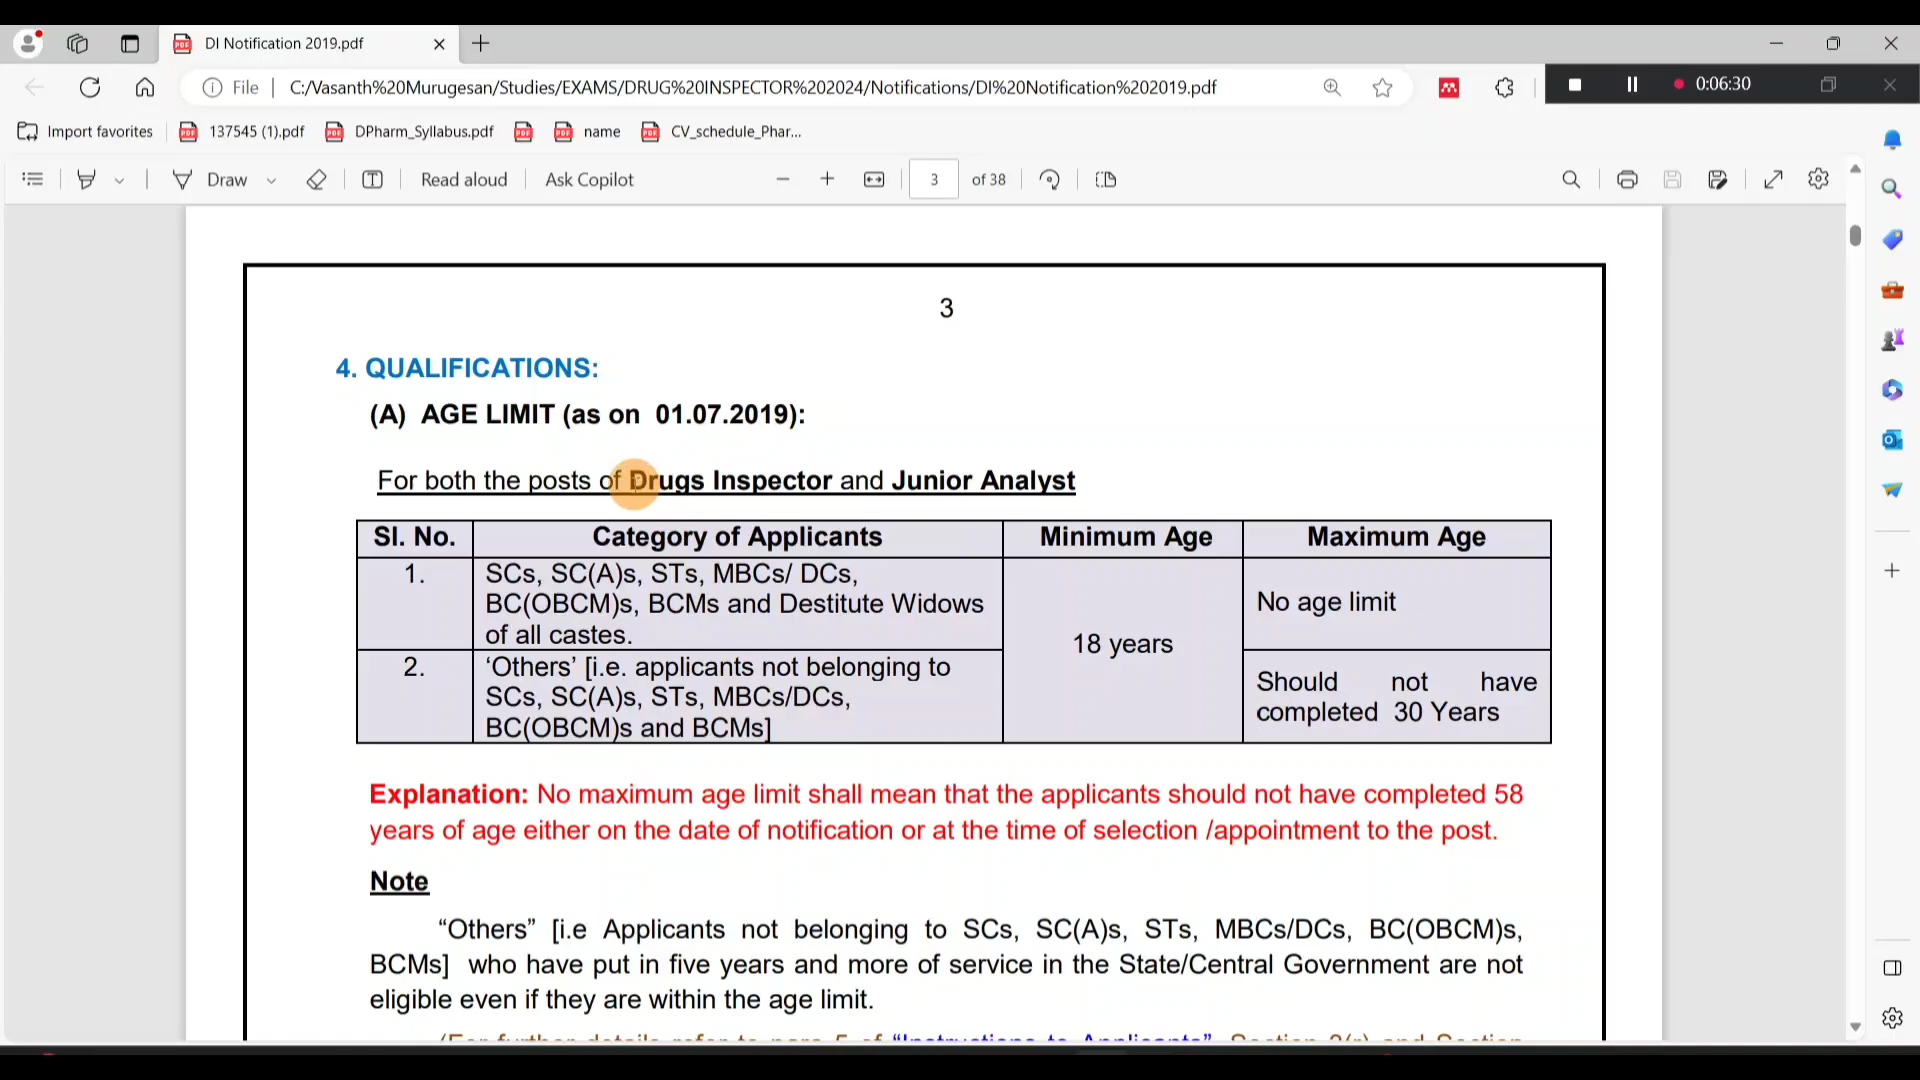 DI Notification 2019.pdf
File
C:/Vasanth%20Murugesan/Studies/EXAMS/DRUG%20INSPECTOR%202024/Notifications/DI%20Notification%202019.pdf
0:06:30
Import favorites
137545 (1).pdf
DPharm_Syllabus.pdf
name
CV_schedule_Phar...
Draw
Read aloud
Ask Copilot
3
of 38
3
4. QUALIFICATIONS:
(A) AGE LIMIT (as on 01.07.2019):
For both the posts of Drugs Inspector and Junior Analyst
Sl. No.
Category of Applicants
Minimum Age
Maximum Age
1.
SCs, SC(A)s, STs, MBCs/ DCs,
BC(OBCM)s, BCMs and Destitute Widows
of all castes.
18 years
No age limit
2.
‘Others’ [i.e. applicants not belonging to
SCs, SC(A)s, STs, MBCs/DCs,
BC(OBCM)s and BCMs]
Should not have
completed 30 Years
Explanation: No maximum age limit shall mean that the applicants should not have completed 58
years of age either on the date of notification or at the time of selection /appointment to the post.
Note
“Others” [i.e Applicants not belonging to SCs, SC(A)s, STs, MBCs/DCs, BC(OBCM)s,
BCMs] who have put in five years and more of service in the State/Central Government are not
eligible even if they are within the age limit.